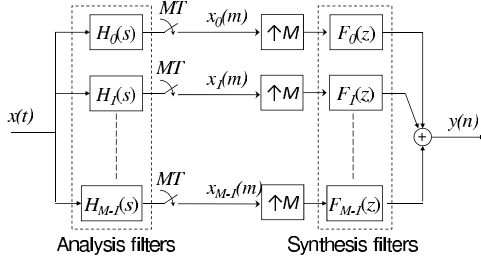 H0(s) MT x0(m) ↑M F0(z)
H1(s) MT x1(m) ↑M F1(z)
x(t) + y(n)
HM-1(s) MT xM-1(m) ↑M FM-1(z)
Analysis filters Synthesis filters